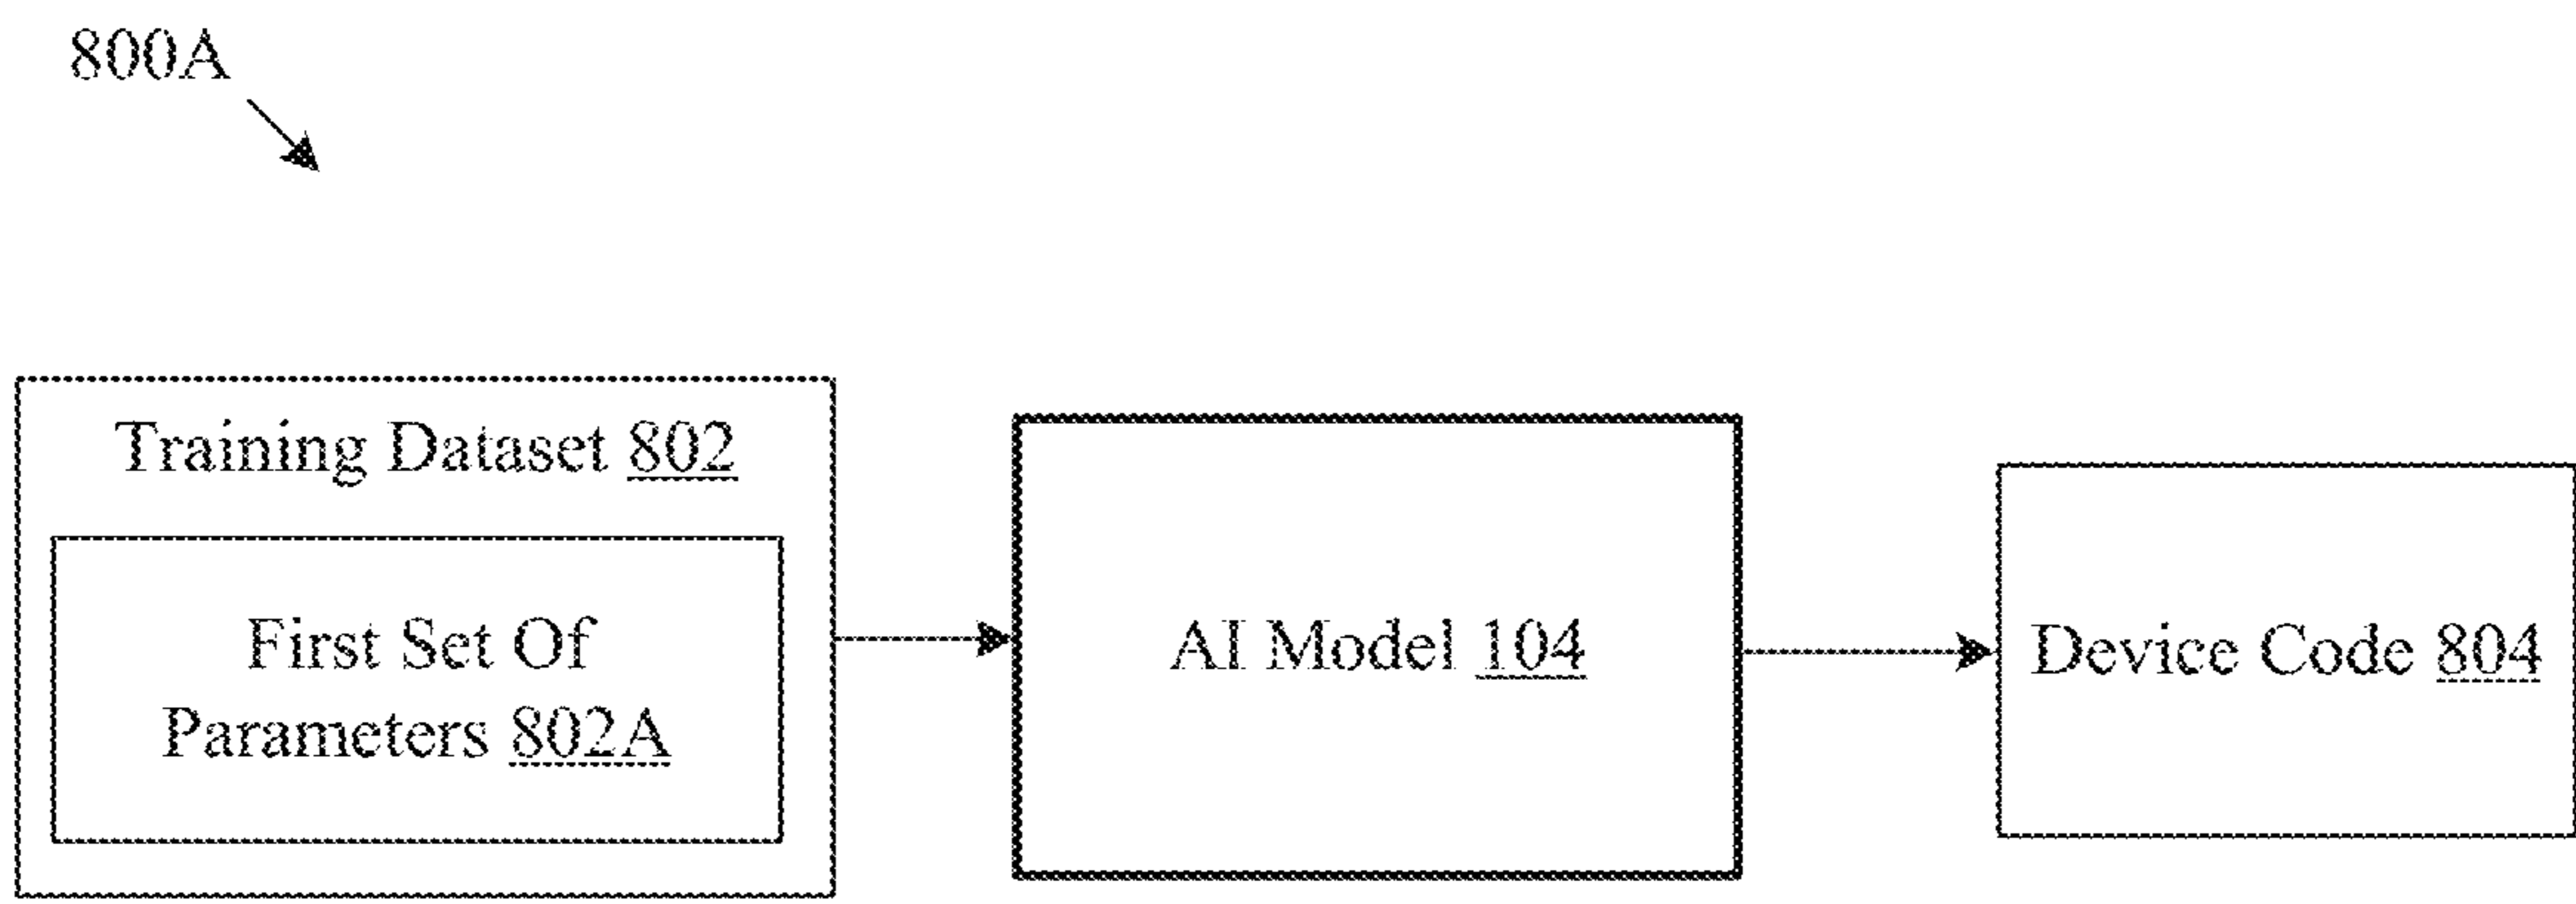 800A
Training Dataset 802
First Set Of
Parameters 802A
AI Model 104
Device Code 804